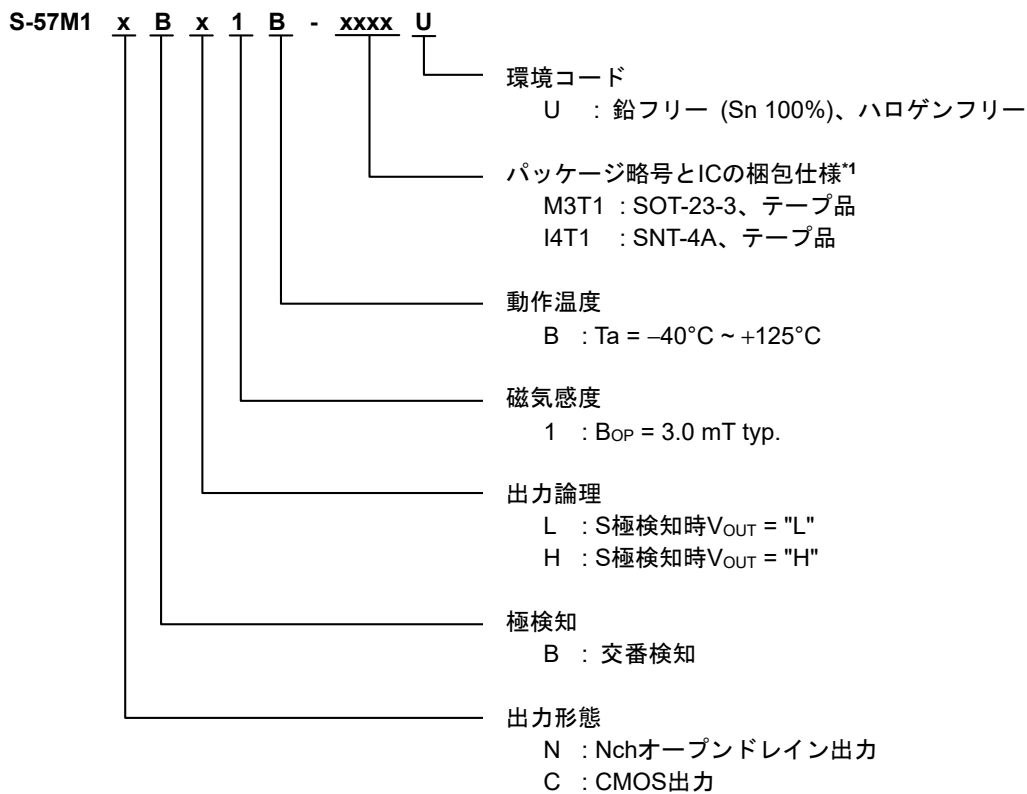 S-57M1 x B x 1 B - xxxx U
環境コード
U : 鉛フリー (Sn 100%)、ハロゲンフリー
パッケージ略号とICの梱包仕様*1
M3T1 : SOT-23-3、テープ品
I4T1 : SNT-4A、テープ品
動作温度
B : Ta = −40°C ~ +125°C
磁気感度
1 : BOP = 3.0 mT typ.
出力論理
L : S極検知時VOUT = "L"
H : S極検知時VOUT = "H"
極検知
B : 交番検知
出力形態
N : Nchオープンドレイン出力
C : CMOS出力